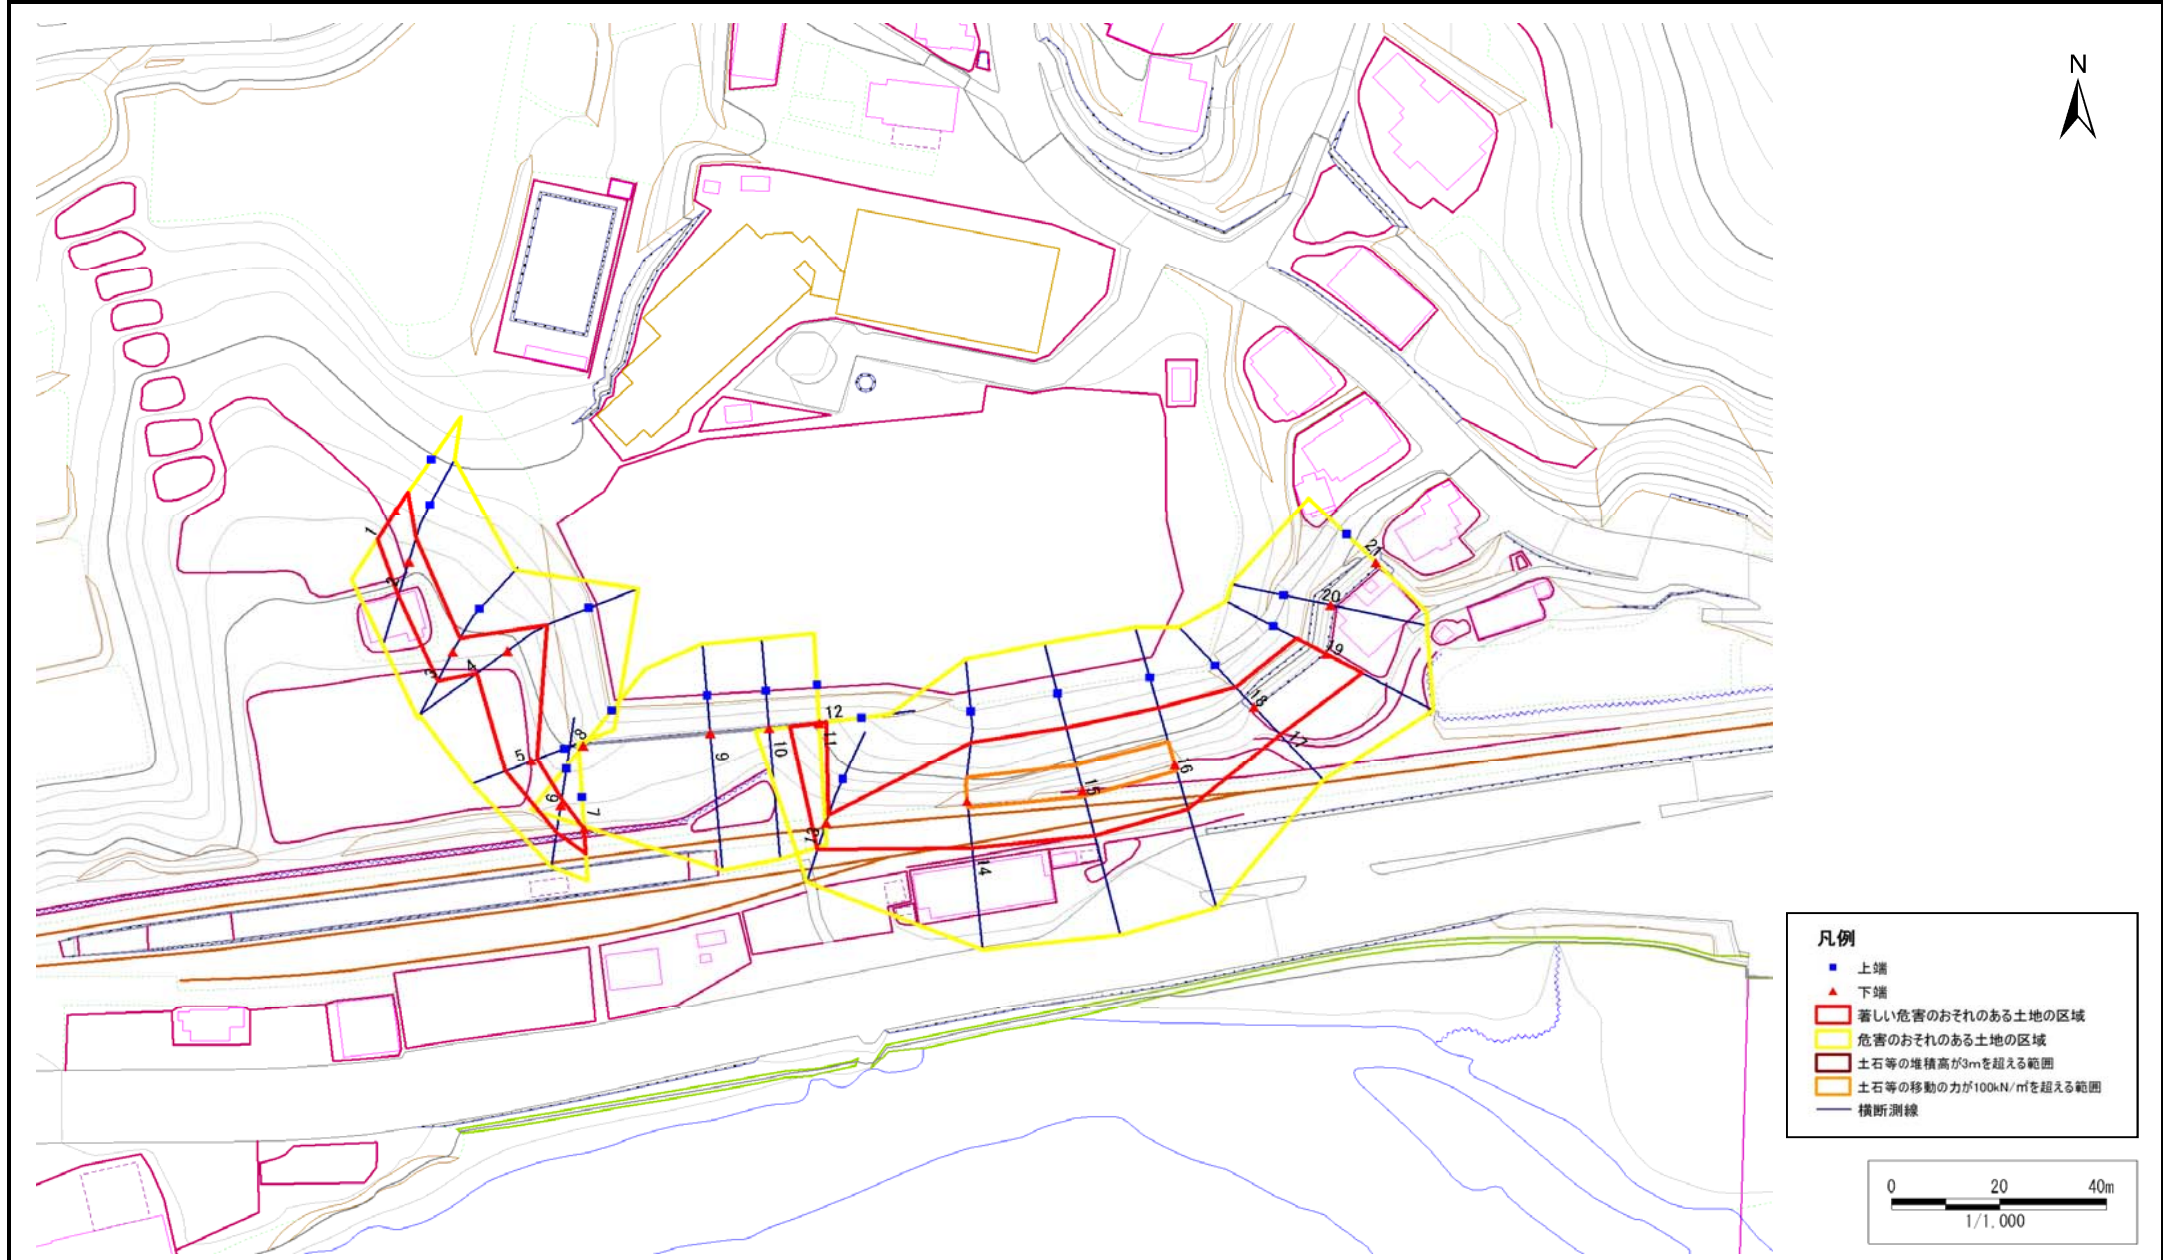 N
1
2
3
4
5
6
7
8
9
10
11
12
14
15
16
17
18
19
20
21
凡例
上端
下端
著しい危害のおそれのある土地の区域
危害のおそれのある土地の区域
土石等の堆積高が3mを超える範囲
土石等の移動の力が100kN/㎡を超える範囲
横断測線
0 20 40m
1/1,000